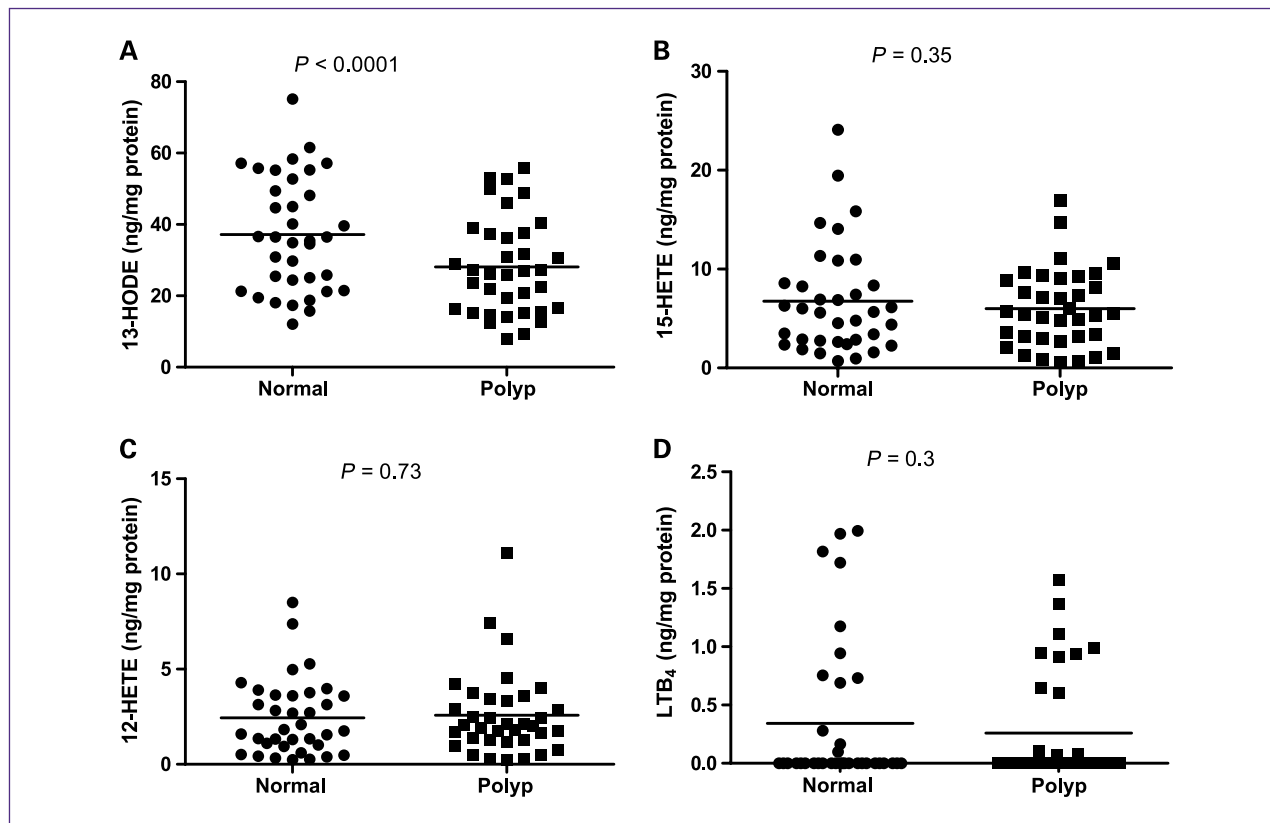 A
P < 0.0001
13-HODE (ng/mg protein)
80
60
40
20
0
Normal
Polyp
B
P = 0.35
15-HETE (ng/mg protein)
30
20
10
0
Normal
Polyp
C
P = 0.73
12-HETE (ng/mg protein)
15
10
5
0
Normal
Polyp
D
P = 0.3
LTB₄ (ng/mg protein)
2.5
2.0
1.5
1.0
0.5
0.0
Normal
Polyp